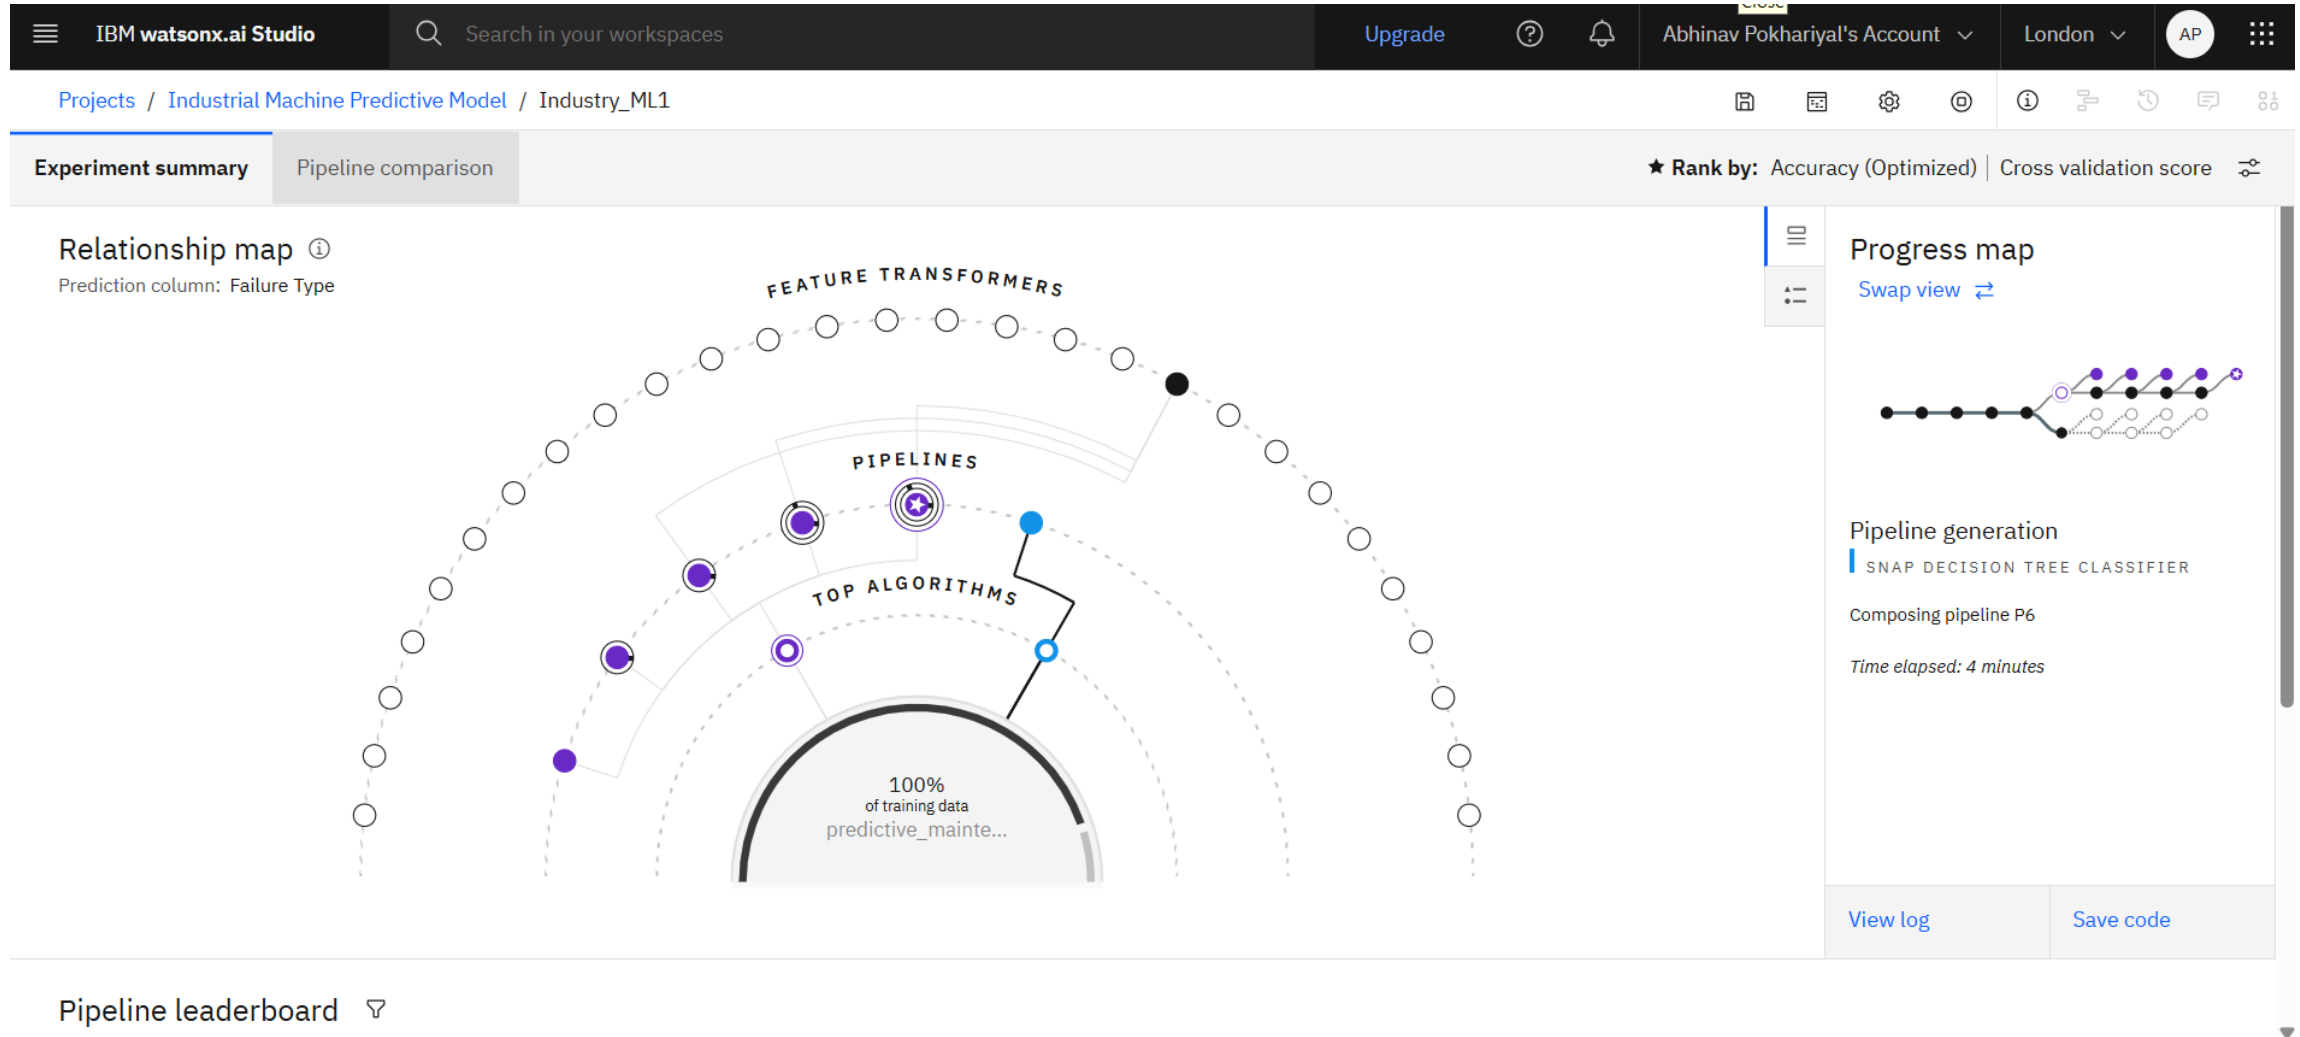 Close
IBM watsonx.ai Studio
Search in your workspaces
Upgrade
Abhinav Pokhariyal's Account
London
AP
Projects / Industrial Machine Predictive Model / Industry_ML1
Experiment summary
Pipeline comparison
★ Rank by: Accuracy (Optimized) | Cross validation score
Relationship map
Prediction column: Failure Type
FEATURE TRANSFORMERS
PIPELINES
TOP ALGORITHMS
100%
of training data
predictive_mainte...
Progress map
Swap view
Pipeline generation
SNAP DECISION TREE CLASSIFIER
Composing pipeline P6
Time elapsed: 4 minutes
View log
Save code
Pipeline leaderboard